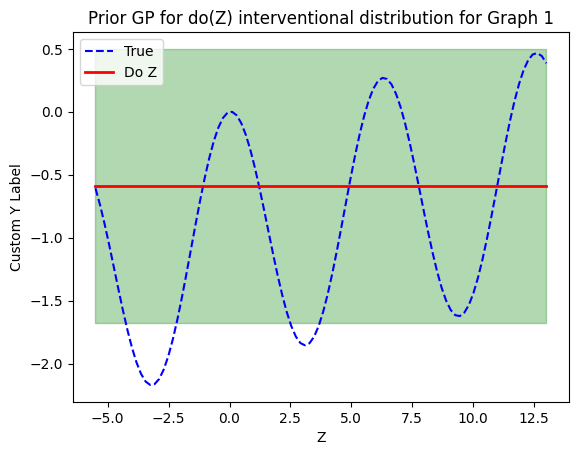 Prior GP for do(Z) interventional distribution for Graph 1
True
Do Z
Custom Y Label
0.5
0.0
−0.5
−1.0
−1.5
−2.0
−5.0 −2.5 0.0 2.5 5.0 7.5 10.0 12.5
Z